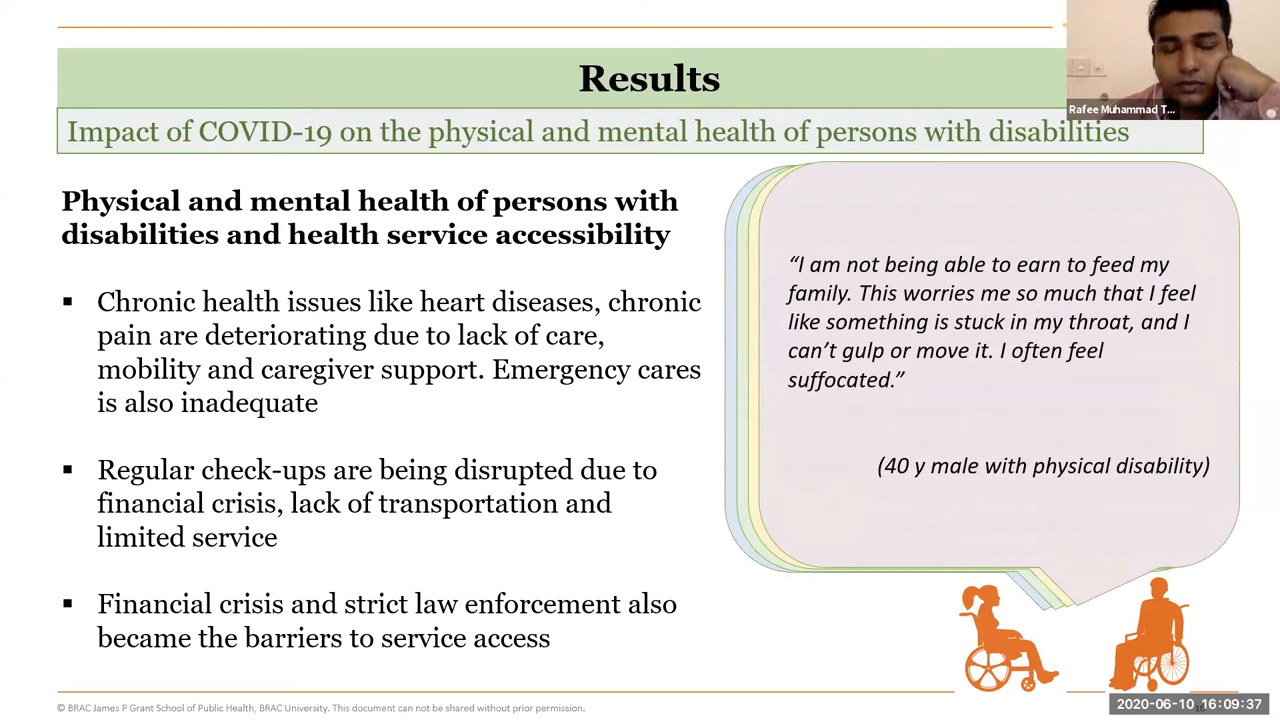 Results
Rafee Muhammad T...
Impact of COVID-19 on the physical and mental health of persons with disabilities
Physical and mental health of persons with
disabilities and health service accessibility
▪ Chronic health issues like heart diseases, chronic
pain are deteriorating due to lack of care,
mobility and caregiver support. Emergency cares
is also inadequate
▪ Regular check-ups are being disrupted due to
financial crisis, lack of transportation and
limited service
▪ Financial crisis and strict law enforcement also
became the barriers to service access
“I am not being able to earn to feed my
family. This worries me so much that I feel
like something is stuck in my throat, and I
can’t gulp or move it. I often feel
suffocated.”
(40 y male with physical disability)
© BRAC James P Grant School of Public Health, BRAC University. This document can not be shared without prior permission.
2020-06-10 16:09:37